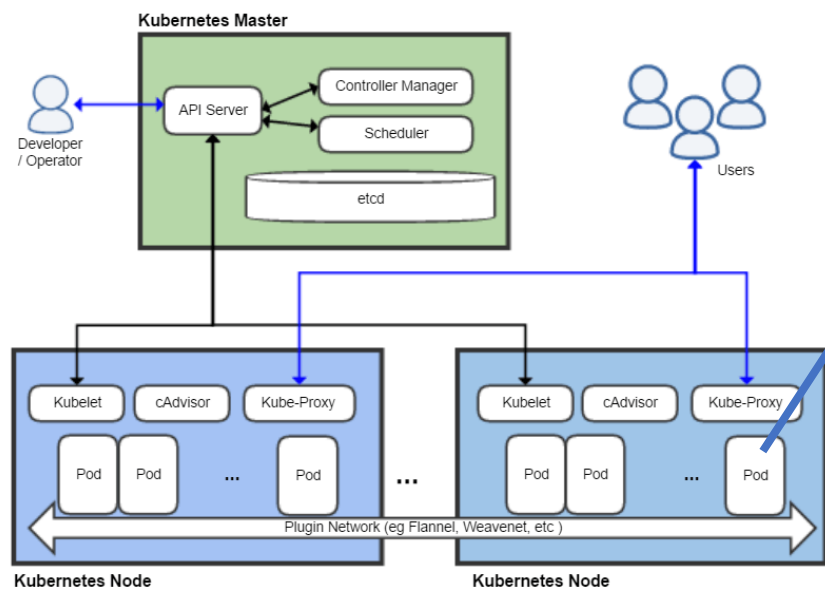 Kubernetes Master
API Server
Controller Manager
Scheduler
etcd
Developer
/ Operator
Users
Kubelet
cAdvisor
Kube-Proxy
Pod
Pod
...
Pod
...
Kubelet
cAdvisor
Kube-Proxy
Pod
Pod
...
Pod
Plugin Network (eg Flannel, Weavenet, etc )
Kubernetes Node
Kubernetes Node